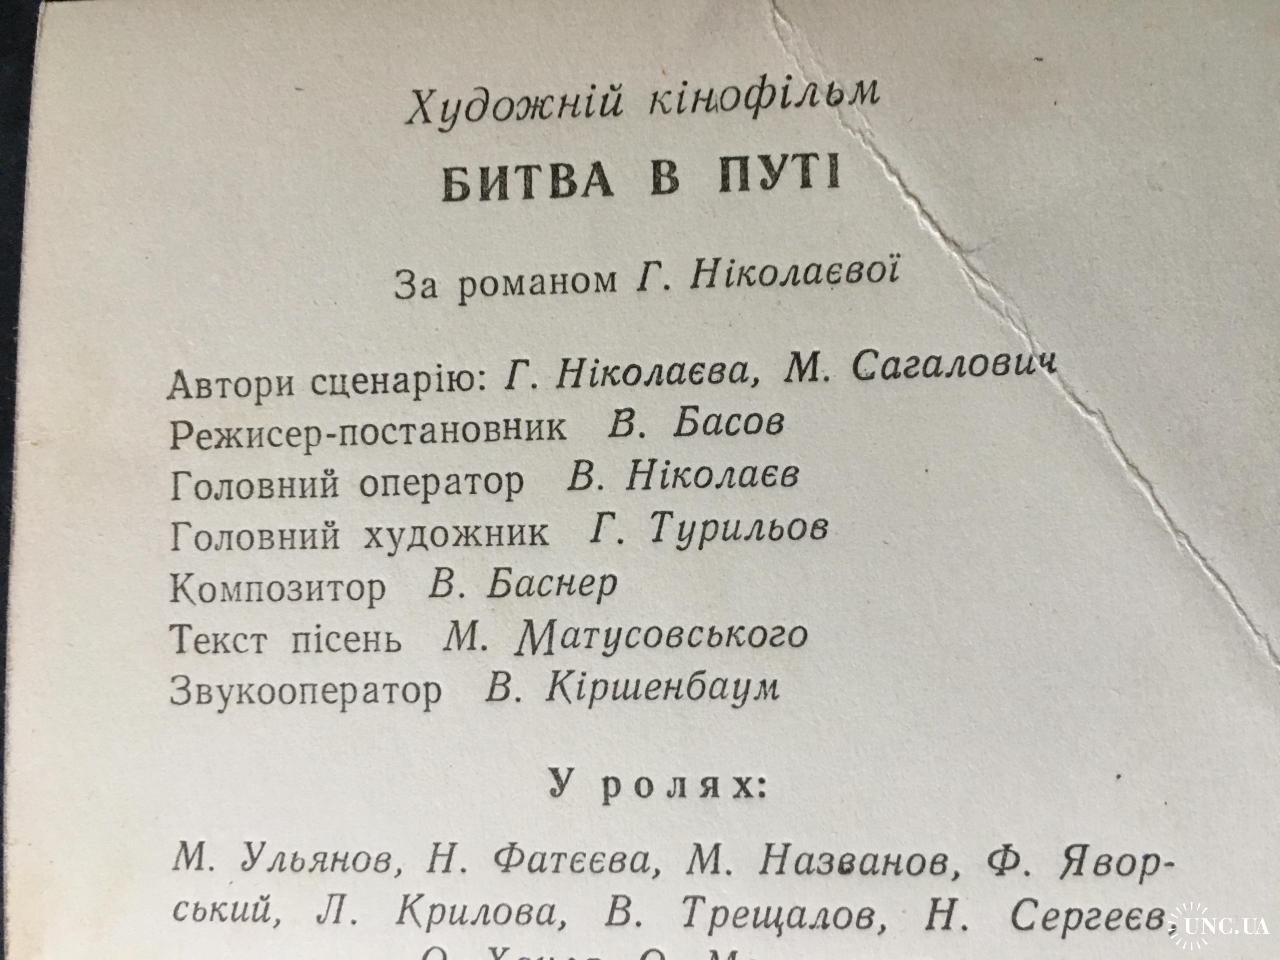 Художній кінофільм
БИТВА В ПУТІ
За романом Г. Ніколаєвої
Автори сценарію: Г. Ніколаєва, М. Сагалович
Режисер-постановник В. Басов
Головний оператор В. Ніколаєв
Головний художник Г. Турильов
Композитор В. Баснер
Текст пісень М. Матусовського
Звукооператор В. Кіршенбаум
У ролях:
М. Ульянов, Н. Фатєєва, М. Названов, Ф. Явор-
ський, Л. Крилова, В. Трещалов, Н. Сергеєв,
UNC.UA